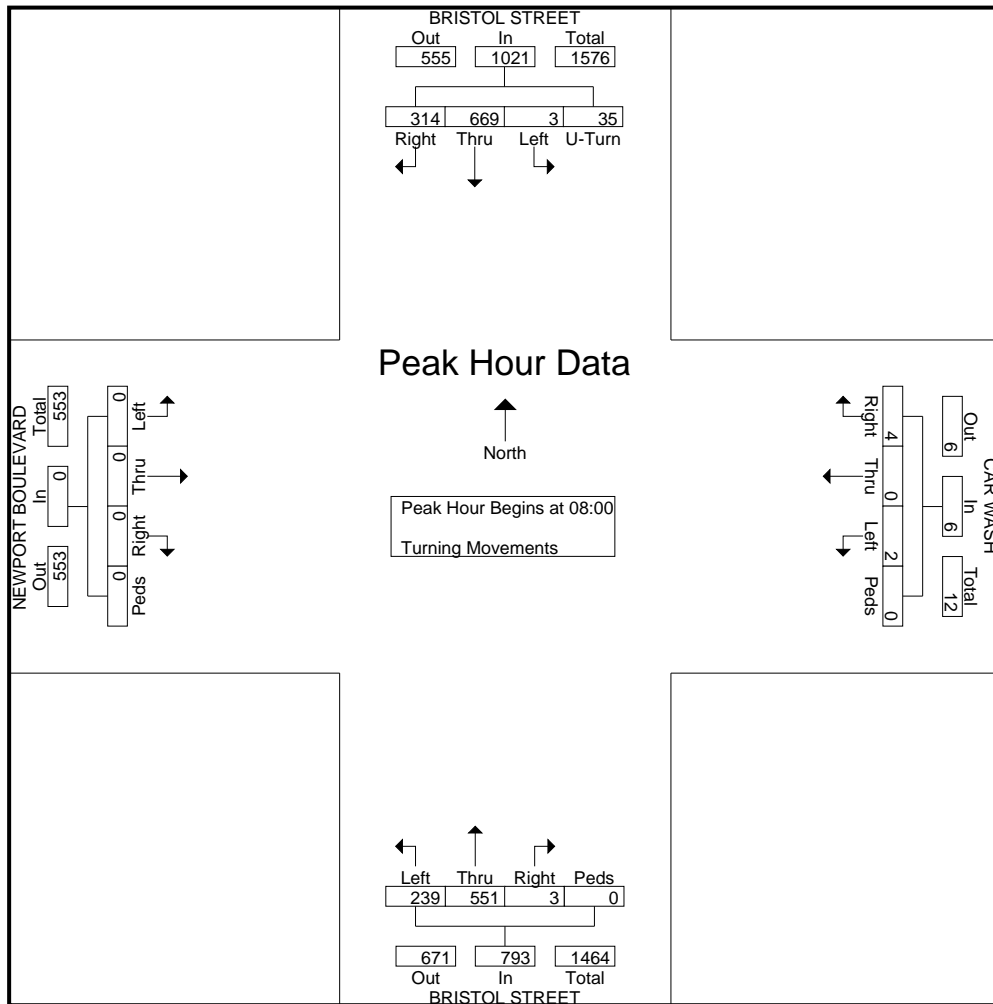 BRISTOL STREET
Out In Total
555 1021 1576
314 669 3 35
Right Thru Left U-Turn
Peak Hour Data
North
Peak Hour Begins at 08:00
Turning Movements
NEWPORT BOULEVARD
Out In Total
553 0 553
0 0 0 0
Left Thru Right Peds
CAR WASH
Out In Total
6 6 12
4 0 2 0
Right Thru Left Peds
Left Thru Right Peds
239 551 3 0
671 793 1464
Out In Total
BRISTOL STREET